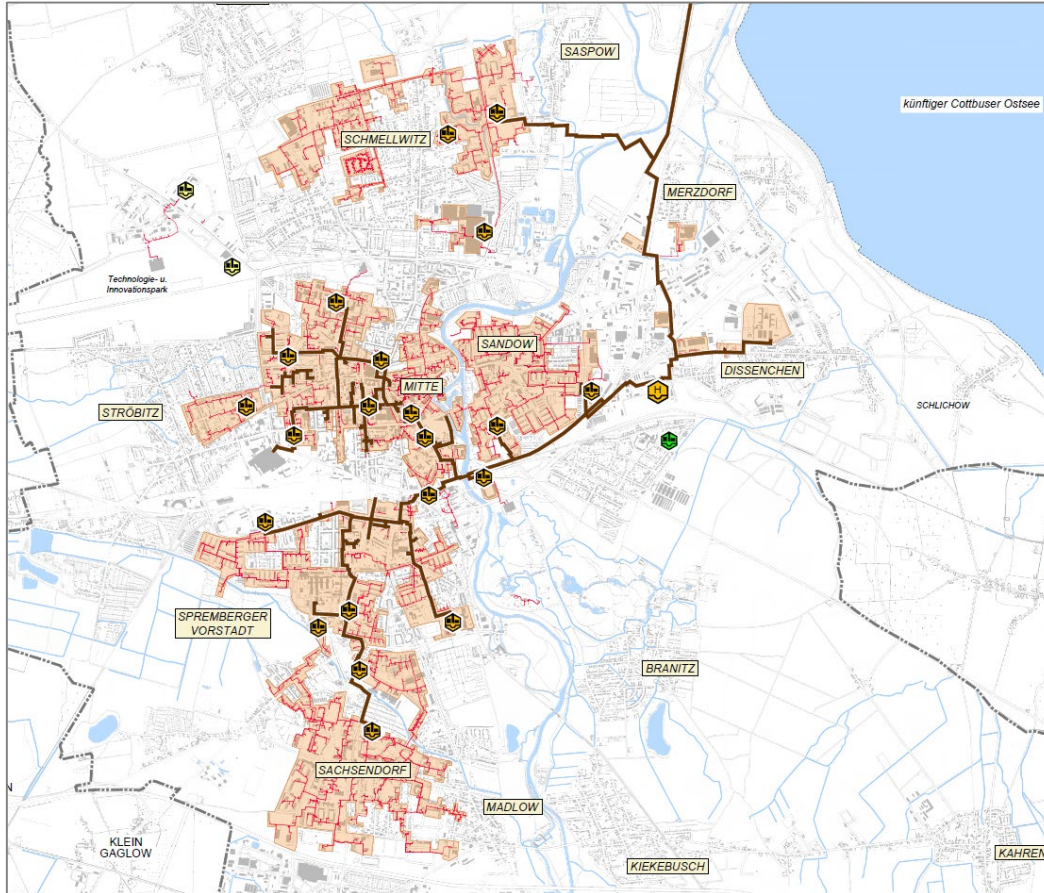 SASPOW
künftiger Cottbuser Ostsee
SCHMELLWITZ
MERZDORF
Technologie- u.
Innovationspark
SANDOW
DISSENCHEN
MITTE
STRÖBITZ
SCHLICHOW
H
SPREMBERGER
VORSTADT
BRANITZ
SACHSENDORF
N
MADLOW
KLEIN
GAGLOW
KIEKEBUSCH
KAHREN